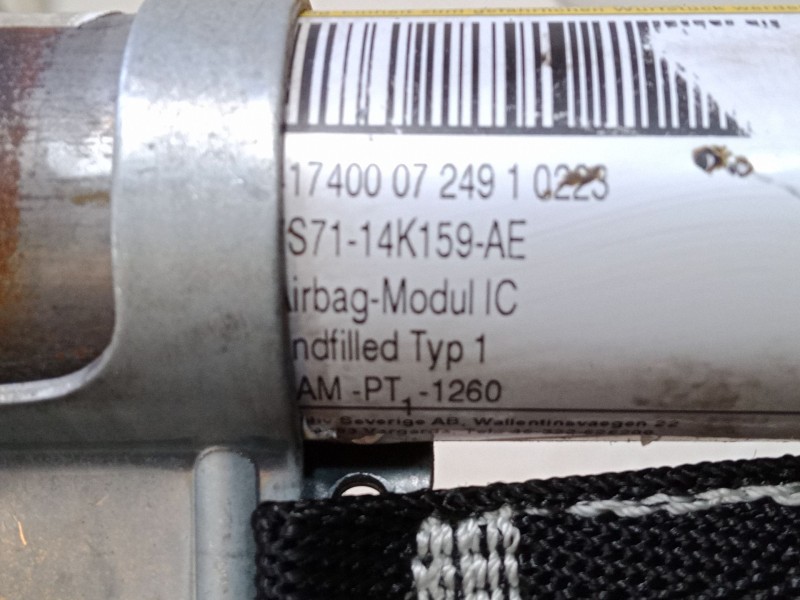 17400 07 249 1 0223
S71-14K159-AE
irbag-Modul IC
ndfilled Typ 1
AM -PT₁-1260
Sverige AB, Wallentinsvaegen 22